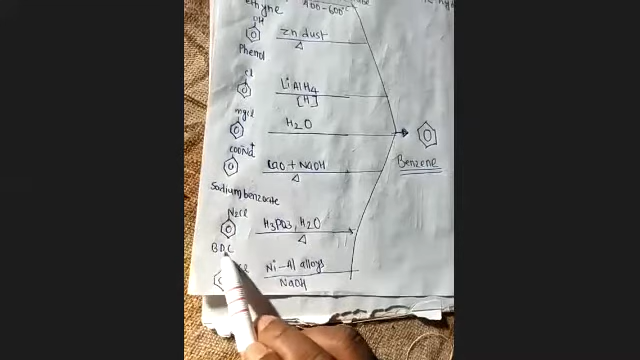 400-600°C
OH
Zn dust
Δ
Phenol
Cl
LiAlH4
[H]
mgcl
H2O
COONa+
CaO + NaOH
Δ
Benzene
Sodium benzoate
N2Cl
H3PO3, H2O
Δ
BDC
Ni-Al alloys
NaOH